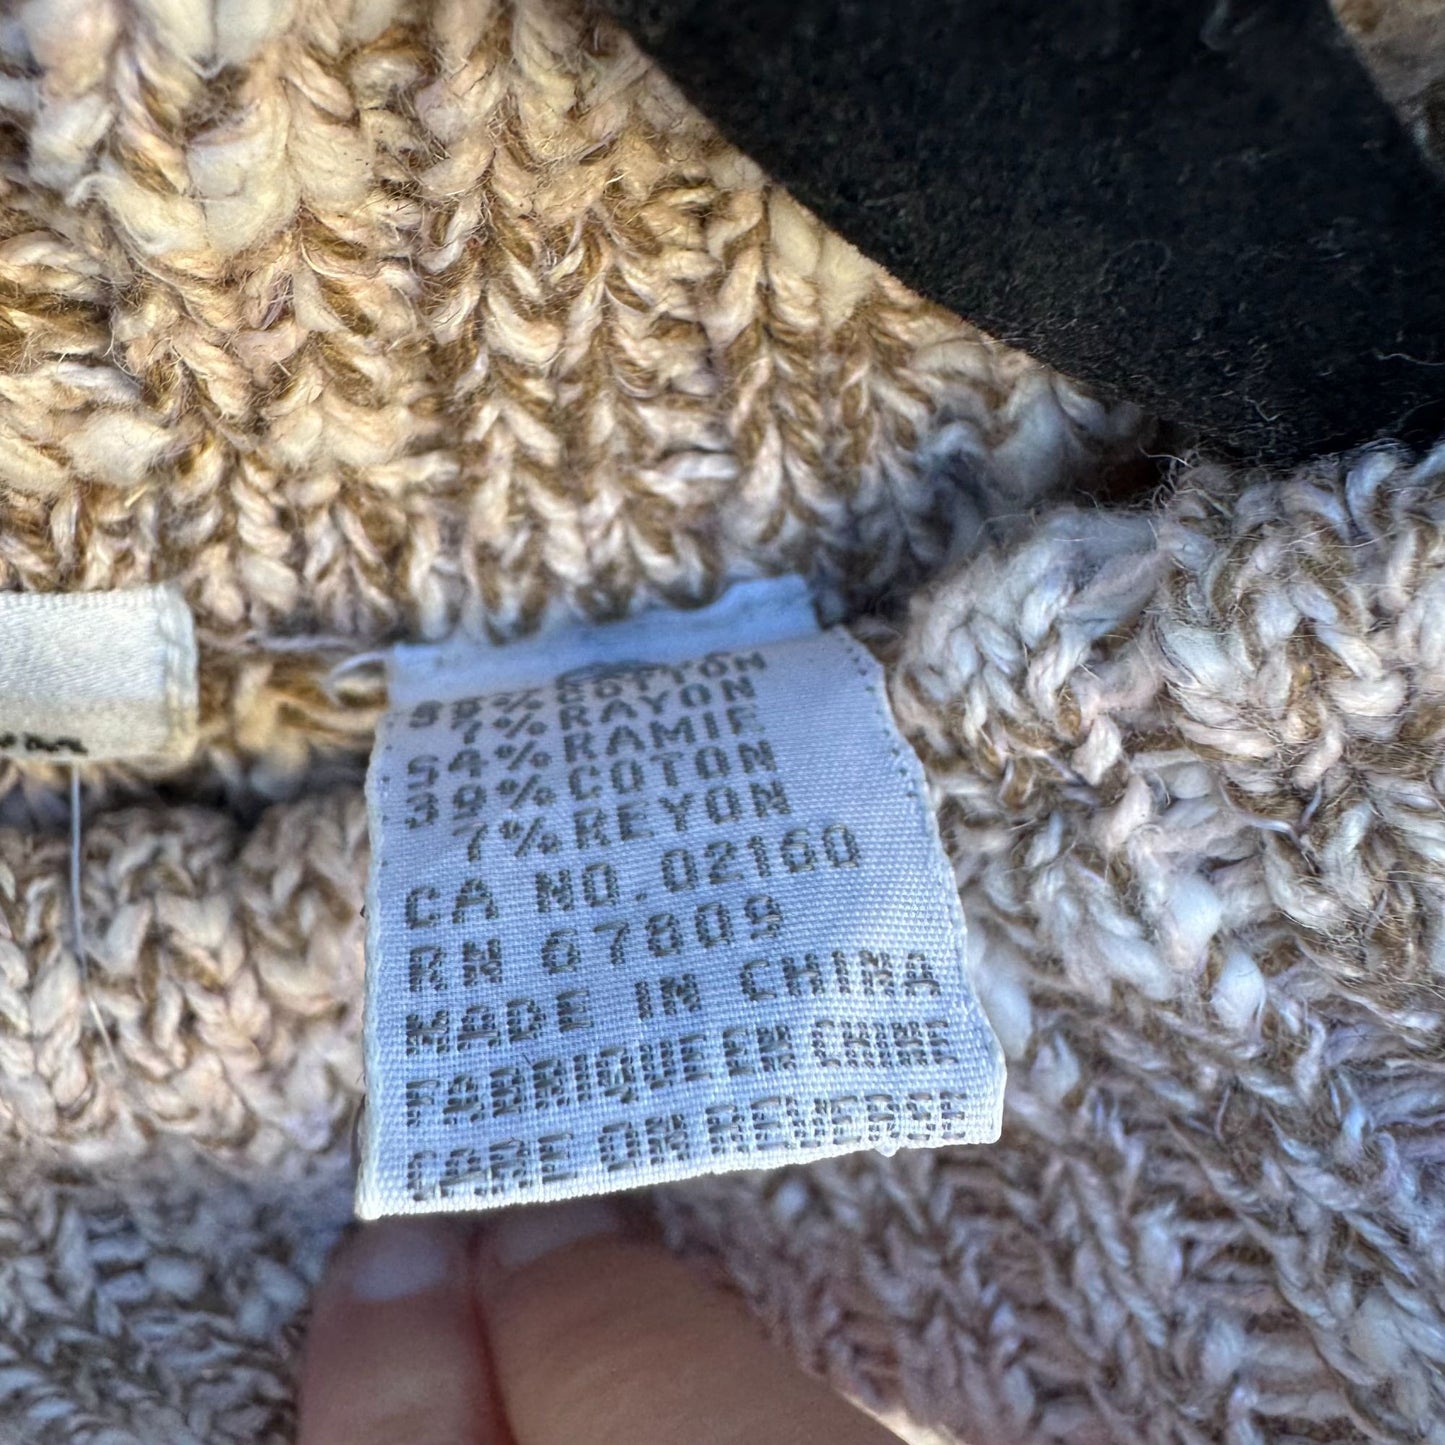 39% COTTON
7% RAYON
54% RAMIE
39% COTON
7% REYON
CA NO. 02160
RN 67809
MADE IN CHINA
FABRIQUE EN CHINE
CARE ON REVERSE